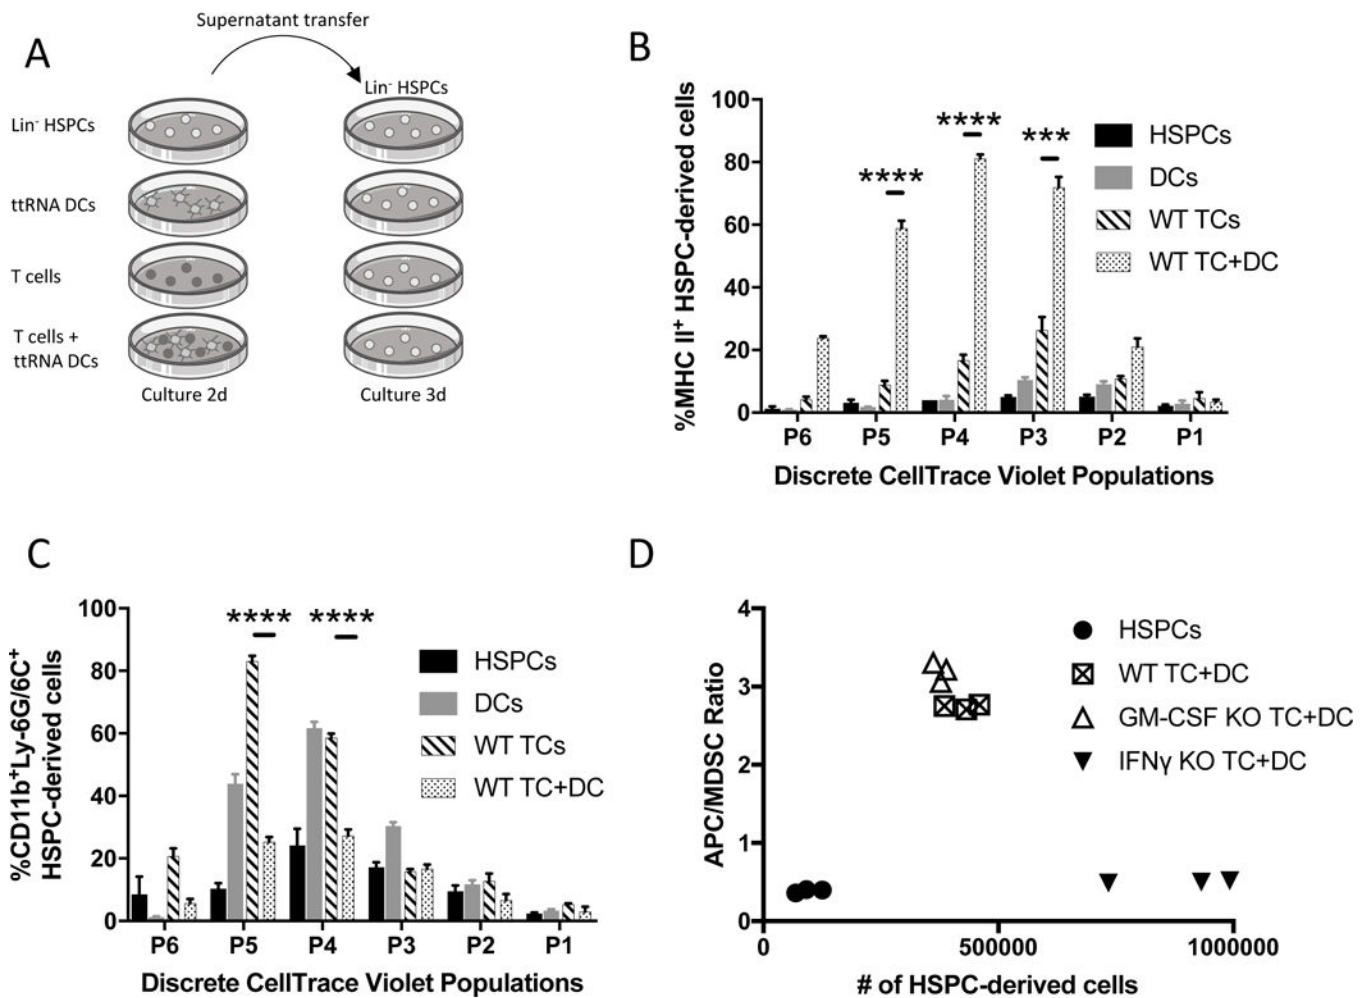 A
Supernatant transfer
Lin⁻ HSPCs
Lin⁻ HSPCs
ttRNA DCs
T cells
T cells +
ttRNA DCs
Culture 2d
Culture 3d
B
%MHC II⁺ HSPC-derived cells
100
80
60
40
20
0
****
****
***
HSPCs
DCs
WT TCs
WT TC+DC
P6 P5 P4 P3 P2 P1
Discrete CellTrace Violet Populations
C
%CD11b⁺Ly-6G/6C⁺
HSPC-derived cells
100
80
60
40
20
0
****
****
HSPCs
DCs
WT TCs
WT TC+DC
P6 P5 P4 P3 P2 P1
Discrete CellTrace Violet Populations
D
APC/MDSC Ratio
4
3
2
1
0
HSPCs
WT TC+DC
GM-CSF KO TC+DC
IFNγ KO TC+DC
0 500000 1000000
# of HSPC-derived cells